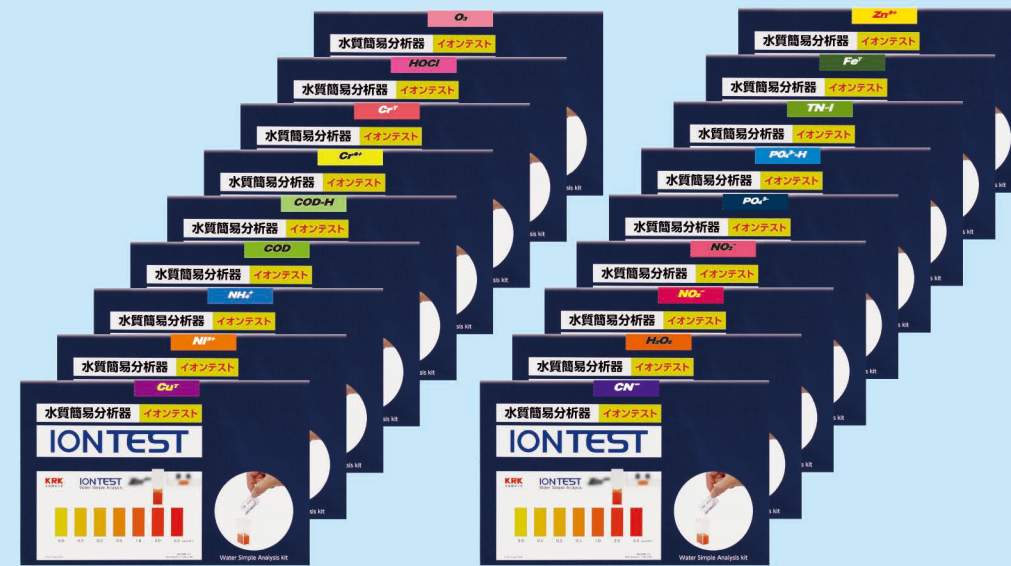 O₃
水質簡易分析器 イオンテスト
HOCl
水質簡易分析器 イオンテスト
Crᵀ
水質簡易分析器 イオンテスト
Cr⁶⁺
水質簡易分析器 イオンテスト
COD-H
水質簡易分析器 イオンテスト
COD
水質簡易分析器 イオンテスト
NH₄⁺
水質簡易分析器 イオンテスト
Ni²⁺
水質簡易分析器 イオンテスト
Cuᵀ
水質簡易分析器 イオンテスト
IONTEST
KRK IONTEST
Water Simple Analysis
Water Simple Analysis kit
Zn²⁺
水質簡易分析器 イオンテスト
Feᵀ
水質簡易分析器 イオンテスト
TN-I
水質簡易分析器 イオンテスト
PO₄³⁻-H
水質簡易分析器 イオンテスト
PO₄³⁻
水質簡易分析器 イオンテスト
NO₃⁻
水質簡易分析器 イオンテスト
NO₂⁻
水質簡易分析器 イオンテスト
H₂O₂
水質簡易分析器 イオンテスト
CN⁻
水質簡易分析器 イオンテスト
IONTEST
KRK IONTEST
Water Simple Analysis
Water Simple Analysis kit